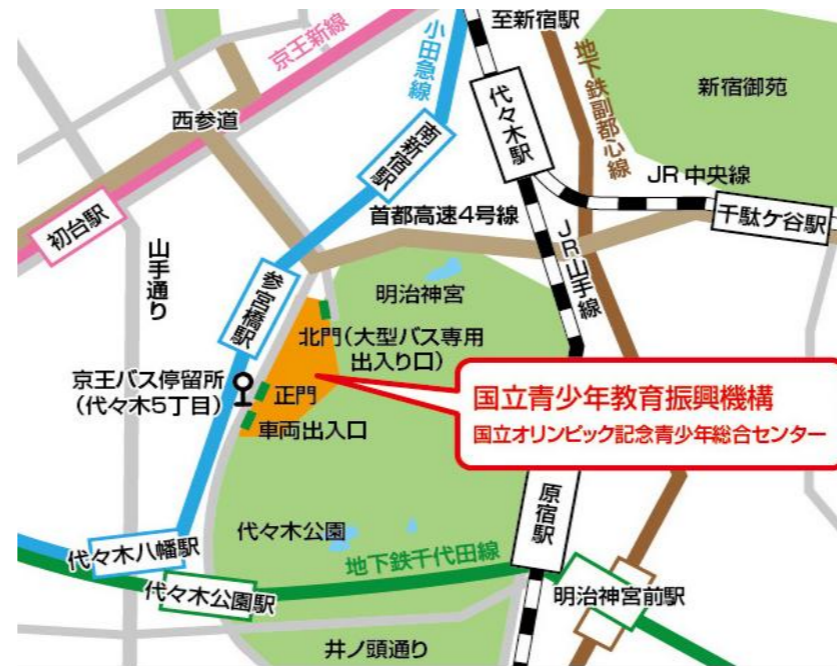 至新宿駅
京王新線
小田急線
地下鉄副都心線
新宿御苑
代々木駅
西参道
南新宿駅
JR中央線
千駄ケ谷駅
首都高速4号線
初台駅
山手通り
JR山手線
参宮橋駅
明治神宮
北門(大型バス専用
出入り口)
京王バス停留所
(代々木5丁目)
正門
車両出入口
国立青少年教育振興機構
国立オリンピック記念青少年総合センター
原宿駅
代々木公園
代々木八幡駅
地下鉄千代田線
代々木公園駅
明治神宮前駅
井ノ頭通り